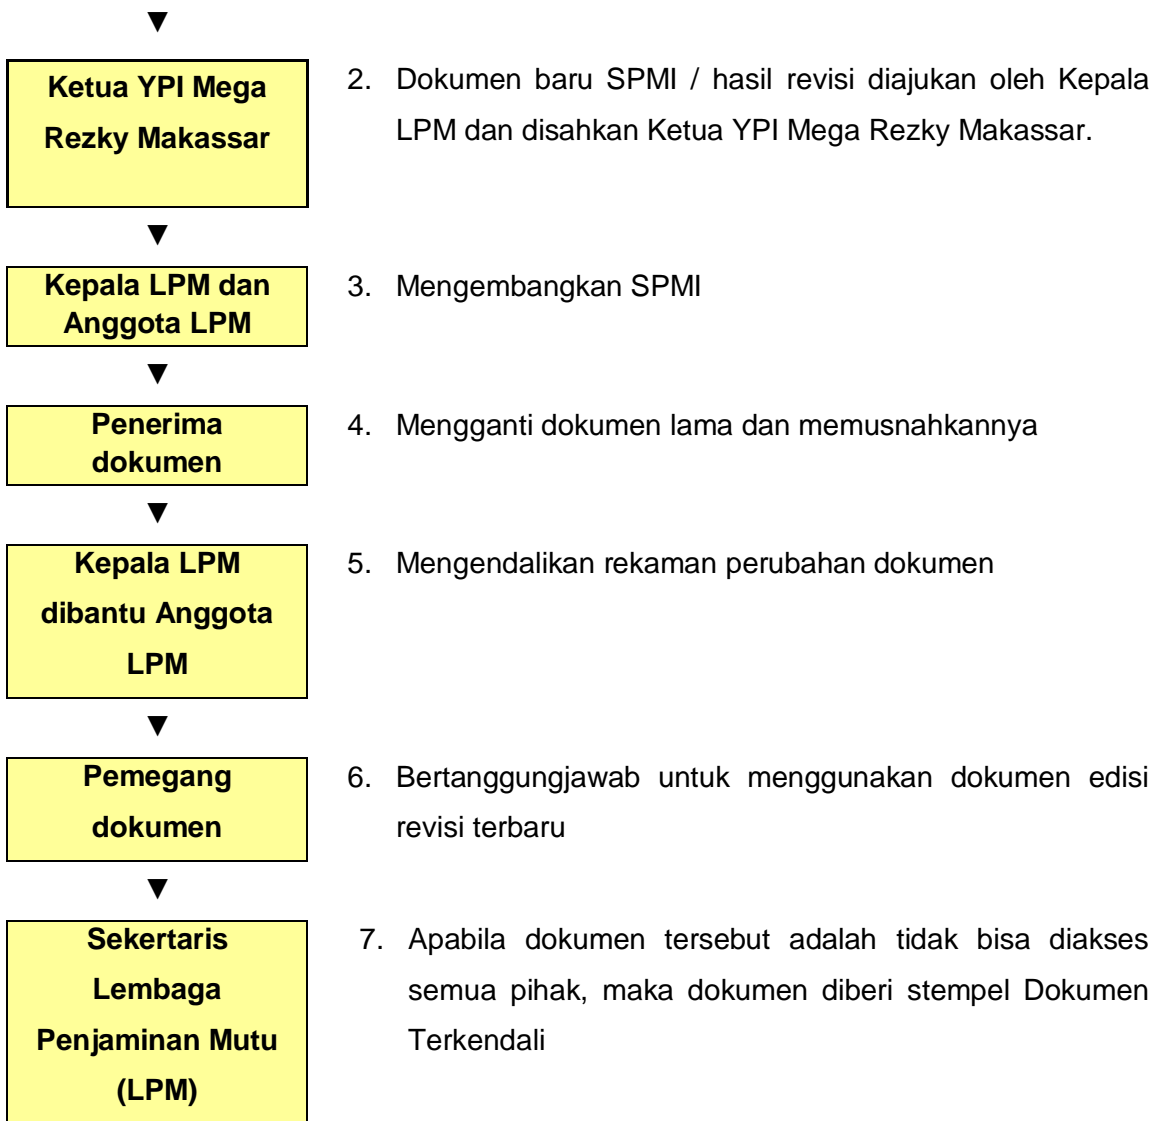 ▼
Ketua YPI Mega
Rezky Makassar
2. Dokumen baru SPMI / hasil revisi diajukan oleh Kepala
LPM dan disahkan Ketua YPI Mega Rezky Makassar.
▼
Kepala LPM dan
Anggota LPM
3. Mengembangkan SPMI
▼
Penerima
dokumen
4. Mengganti dokumen lama dan memusnahkannya
▼
Kepala LPM
dibantu Anggota
LPM
5. Mengendalikan rekaman perubahan dokumen
▼
Pemegang
dokumen
6. Bertanggungjawab untuk menggunakan dokumen edisi
revisi terbaru
▼
Sekertaris
Lembaga
Penjaminan Mutu
(LPM)
7. Apabila dokumen tersebut adalah tidak bisa diakses
semua pihak, maka dokumen diberi stempel Dokumen
Terkendali